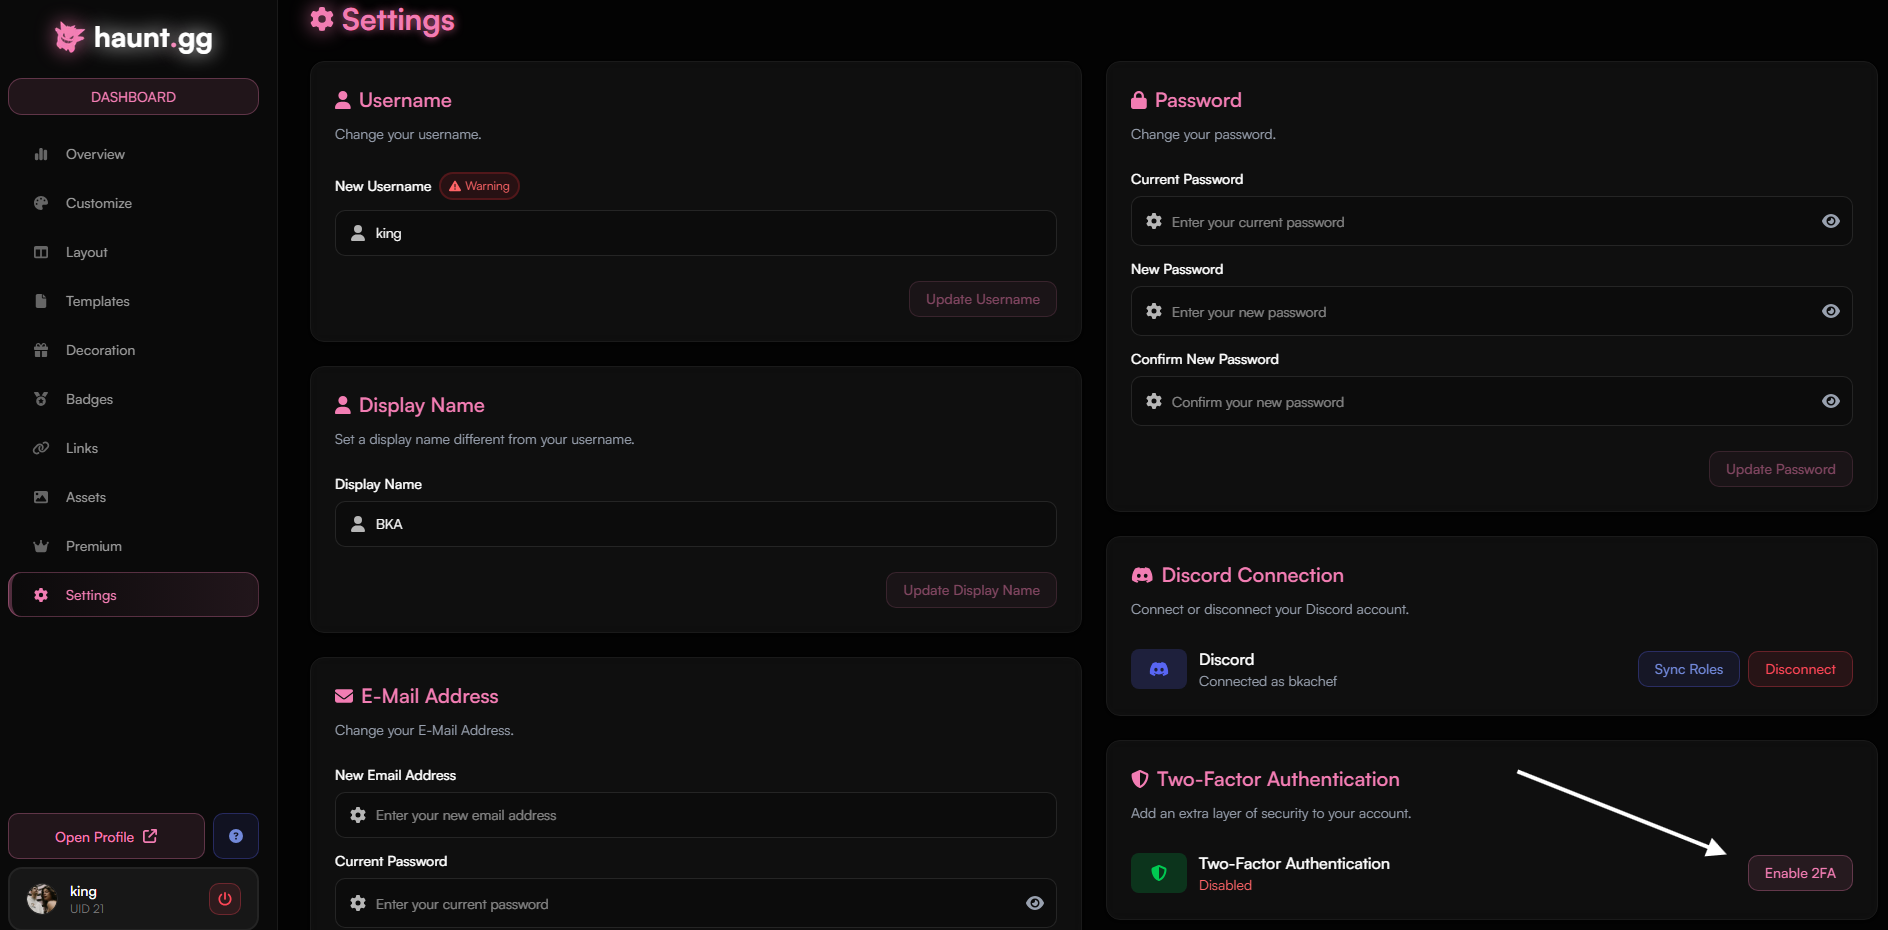 haunt.gg
DASHBOARD
Overview
Customize
Layout
Templates
Decoration
Badges
Links
Assets
Premium
Settings
Open Profile
?
king
UID 21
Settings
Username
Change your username.
New Username Warning
king
Update Username
Display Name
Set a display name different from your username.
Display Name
BKA
Update Display Name
E-Mail Address
Change your E-Mail Address.
New Email Address
Enter your new email address
Current Password
Enter your current password
Password
Change your password.
Current Password
Enter your current password
New Password
Enter your new password
Confirm New Password
Confirm your new password
Update Password
Discord Connection
Connect or disconnect your Discord account.
Discord
Connected as bkachef
Sync Roles
Disconnect
Two-Factor Authentication
Add an extra layer of security to your account.
Two-Factor Authentication
Disabled
Enable 2FA